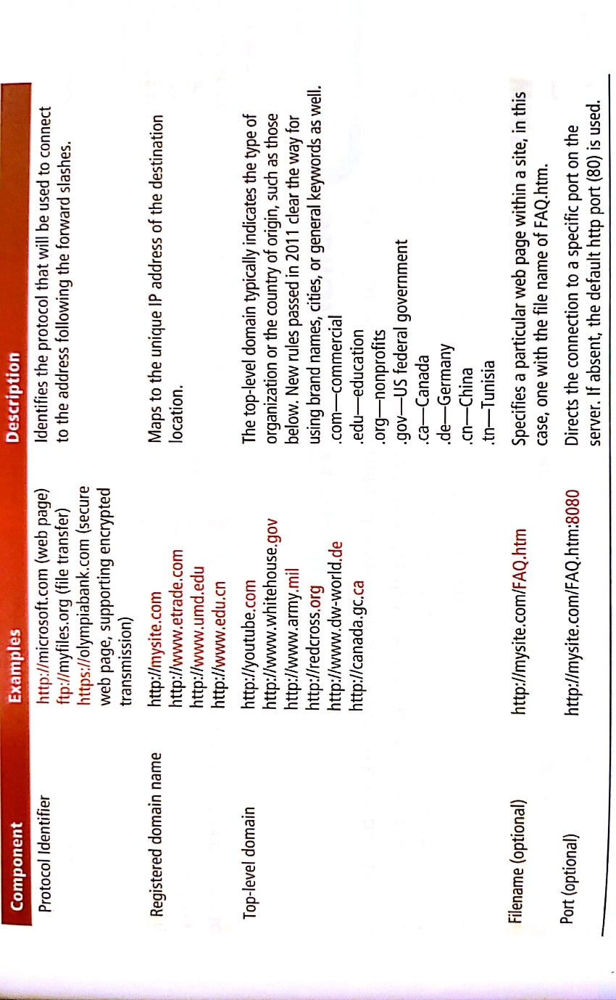 Component Examples Description
Protocol Identifier
http://microsoft.com (web page)
ftp://myfiles.org (file transfer)
https://olympiabank.com (secure
web page, supporting encrypted
transmission)
Identifies the protocol that will be used to connect
to the address following the forward slashes.
Registered domain name
http://mysite.com
http://www.etrade.com
http://www.umd.edu
http://www.edu.cn
Maps to the unique IP address of the destination
location.
Top-level domain
http://youtube.com
http://www.whitehouse.gov
http://www.army.mil
http://redcross.org
http://www.dw-world.de
http://canada.gc.ca
The top-level domain typically indicates the type of
organization or the country of origin, such as those
below. New rules passed in 2011 clear the way for
using brand names, cities, or general keywords as well.
.com—commercial
.edu—education
.org—nonprofits
.gov—US federal government
.ca—Canada
.de—Germany
.cn—China
.tn—Tunisia
Filename (optional)
http://mysite.com/FAQ.htm
Specifies a particular web page within a site, in this
case, one with the file name of FAQ.htm.
Port (optional)
http://mysite.com/FAQ.htm:8080
Directs the connection to a specific port on the
server. If absent, the default http port (80) is used.